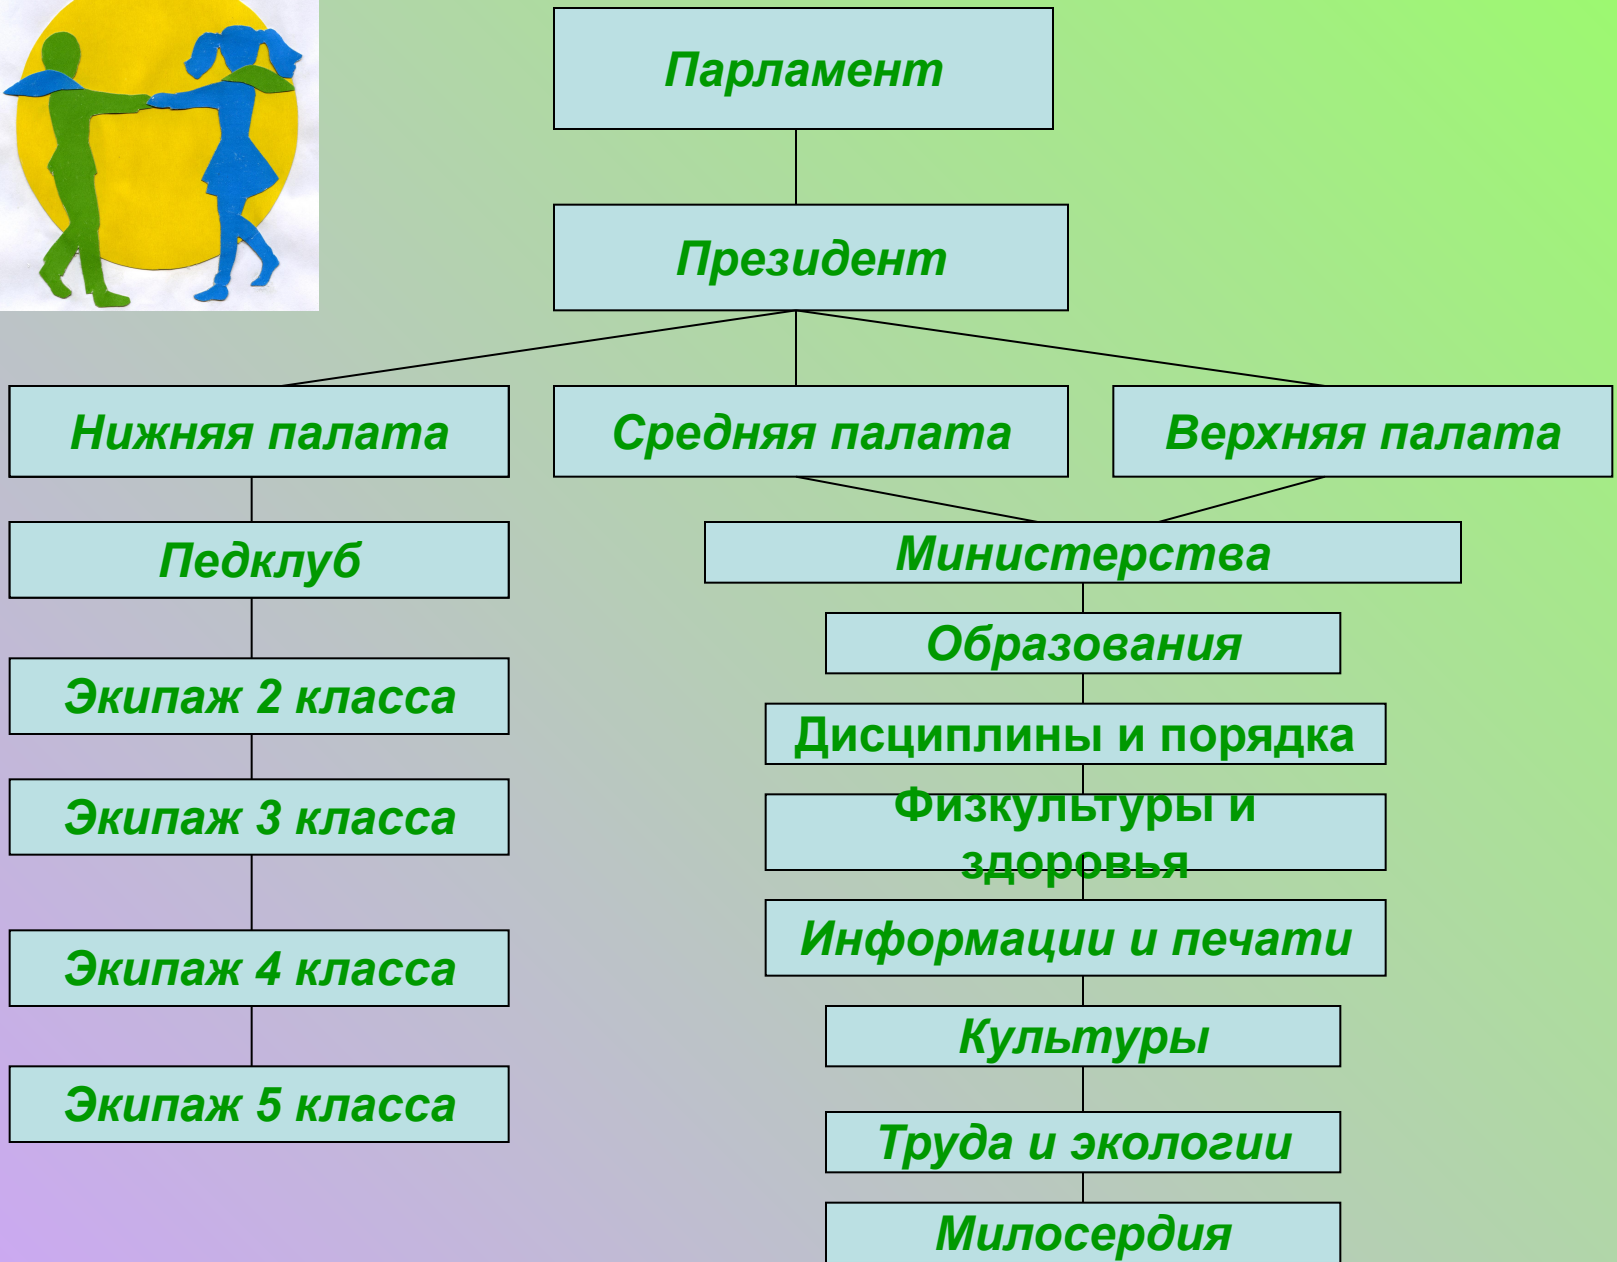 Парламент
Президент
Нижняя палата
Средняя палата
Верхняя палата
Педклуб
Экипаж 2 класса
Экипаж 3 класса
Экипаж 4 класса
Экипаж 5 класса
Министерства
Образования
Дисциплины и порядка
Физкультуры и
здоровья
Информации и печати
Культуры
Труда и экологии
Милосердия